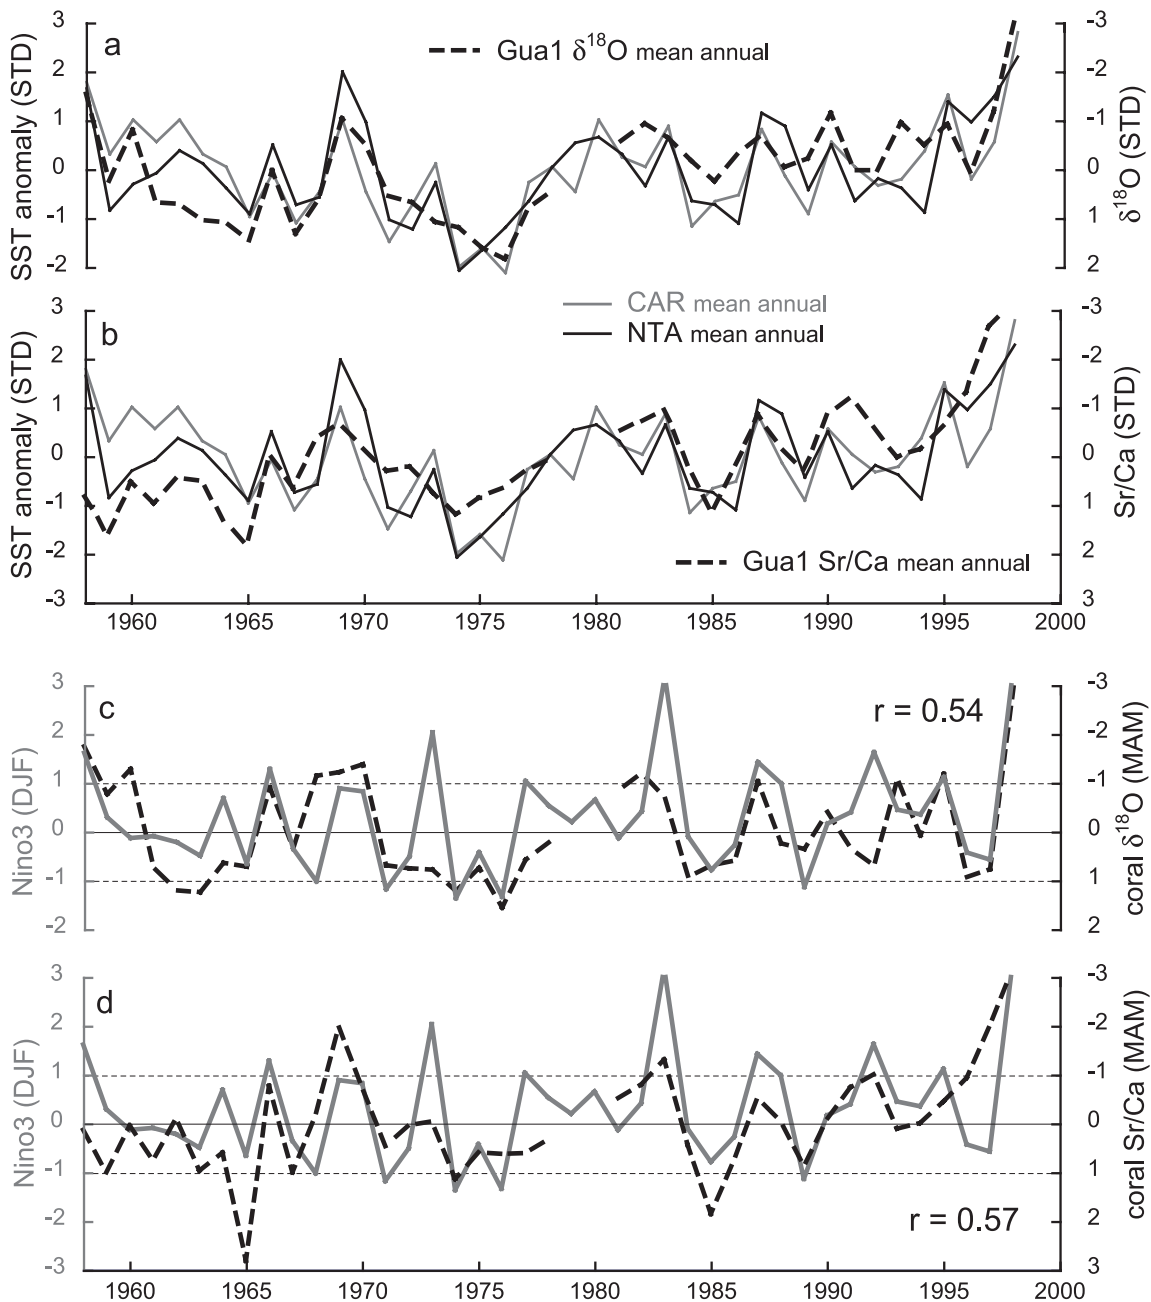 a
Gua1 δ¹⁸O mean annual
SST anomaly (STD)
3
2
1
0
-1
-2
-3
-2
-1
0
1
2
δ¹⁸O (STD)
b
CAR mean annual
NTA mean annual
SST anomaly (STD)
3
2
1
0
-1
-2
-3
-3
-2
-1
0
1
2
3
Sr/Ca (STD)
Gua1 Sr/Ca mean annual
1960 1965 1970 1975 1980 1985 1990 1995 2000
c
r = 0.54
Nino3 (DJF)
3
2
1
0
-1
-2
-3
-2
-1
0
1
2
coral δ¹⁸O (MAM)
d
Nino3 (DJF)
3
2
1
0
-1
-2
-3
-3
-2
-1
0
1
2
3
coral Sr/Ca (MAM)
r = 0.57
1960 1965 1970 1975 1980 1985 1990 1995 2000